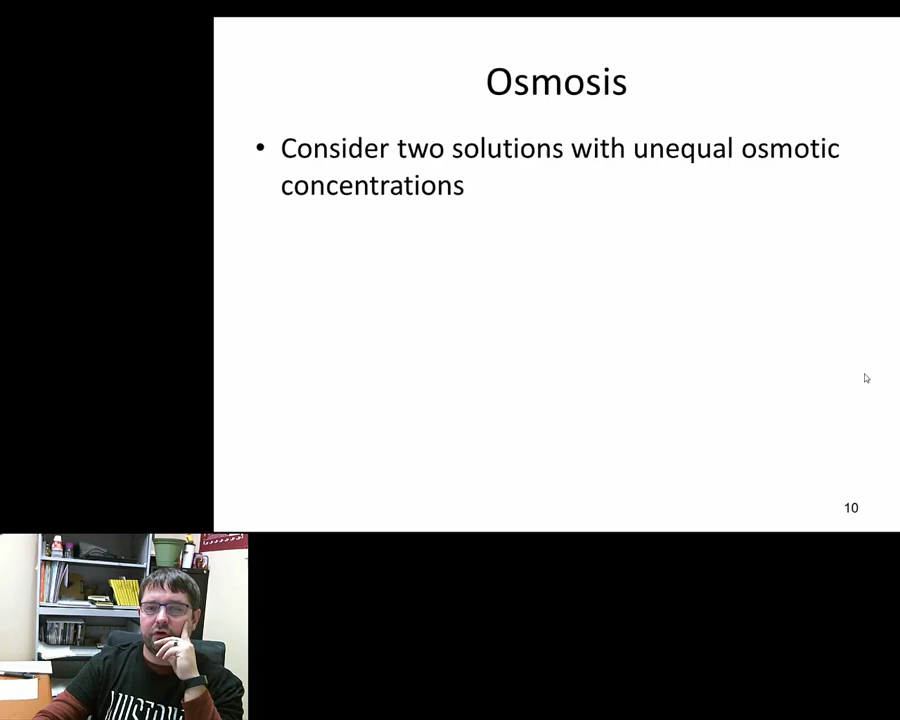 Osmosis
• Consider two solutions with unequal osmotic
concentrations
10